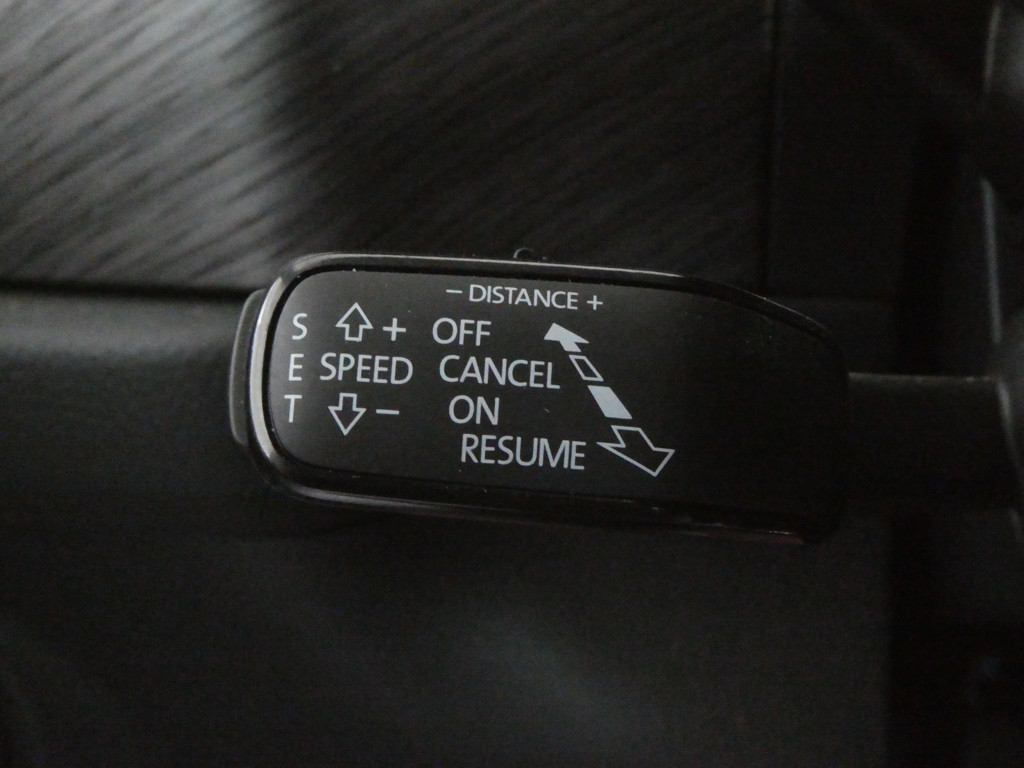 − DISTANCE +
S + OFF
E SPEED CANCEL
T − ON
RESUME